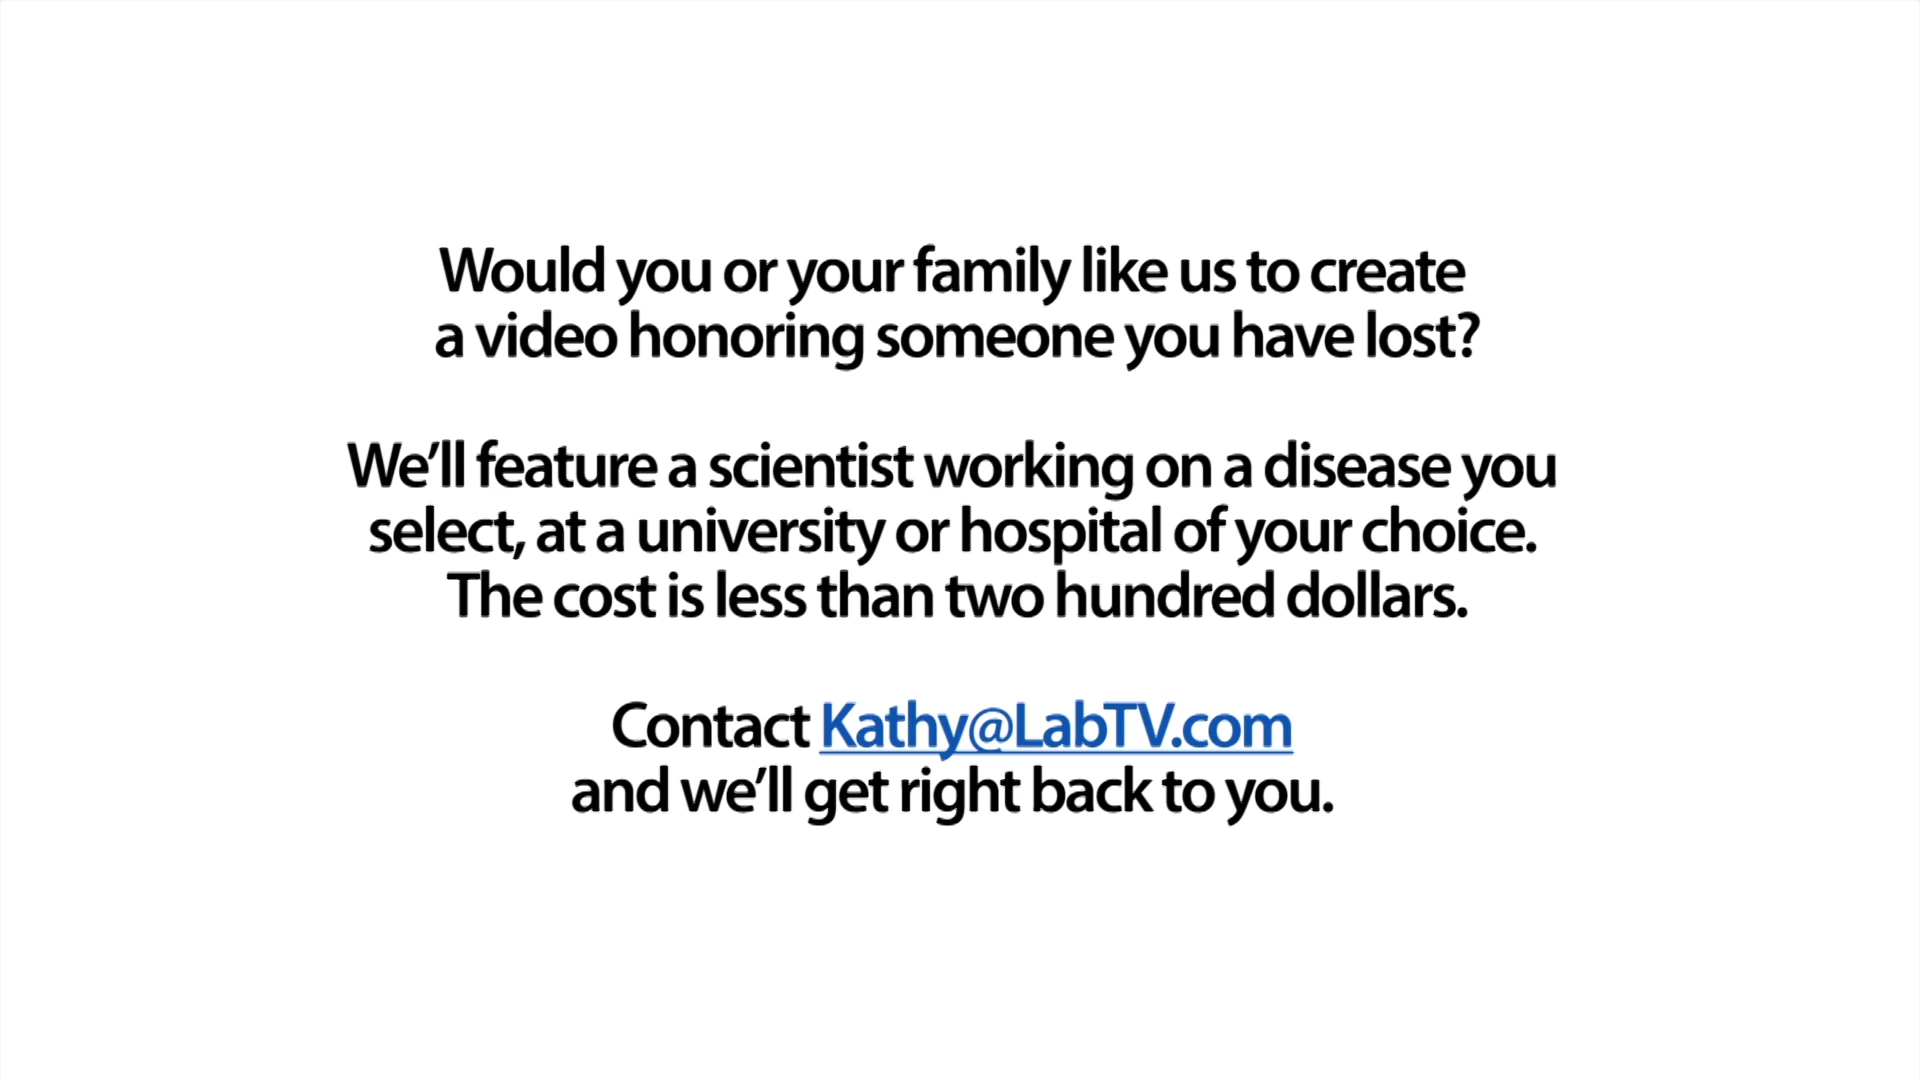 Would you or your family like us to create
a video honoring someone you have lost?
We’ll feature a scientist working on a disease you
select, at a university or hospital of your choice.
The cost is less than two hundred dollars.
Contact Kathy@LabTV.com
and we’ll get right back to you.